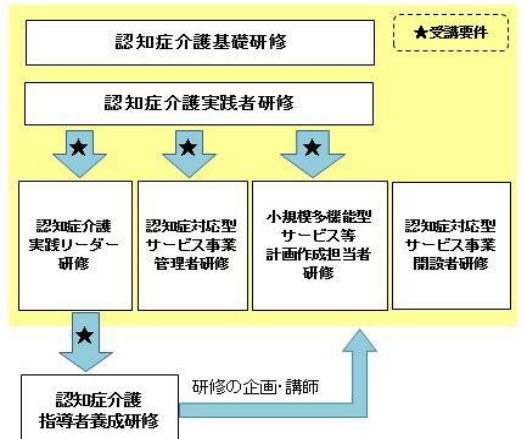 認知症介護基礎研修
★受講要件
認知症介護実践者研修
★
★
★
認知症介護
実践リーダー
研修
認知症対応型
サービス事業
管理者研修
小規模多機能型
サービス等
計画作成担当者
研修
認知症対応型
サービス事業
開設者研修
★
認知症介護
指導者養成研修
研修の企画・講師